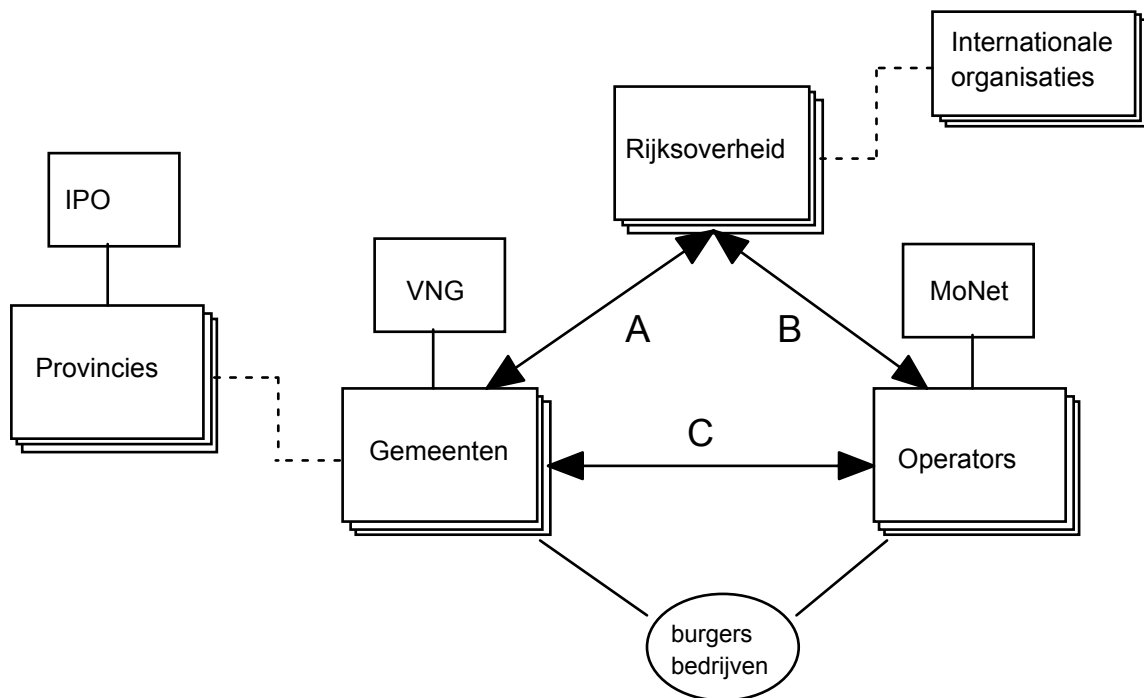 Internationale
organisaties
Rijksoverheid
IPO
VNG
MoNet
A
B
Provincies
Gemeenten
C
Operators
burgers
bedrijven